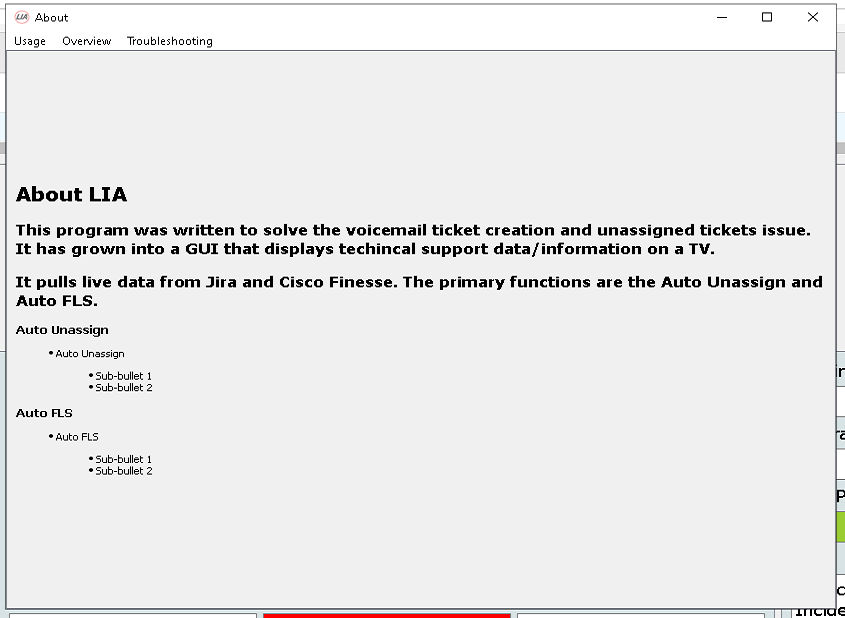 LIA About
Usage Overview Troubleshooting
About LIA
This program was written to solve the voicemail ticket creation and unassigned tickets issue.
It has grown into a GUI that displays techincal support data/information on a TV.
It pulls live data from Jira and Cisco Finesse. The primary functions are the Auto Unassign and
Auto FLS.
Auto Unassign
• Auto Unassign
• Sub-bullet 1
• Sub-bullet 2
Auto FLS
• Auto FLS
• Sub-bullet 1
• Sub-bullet 2